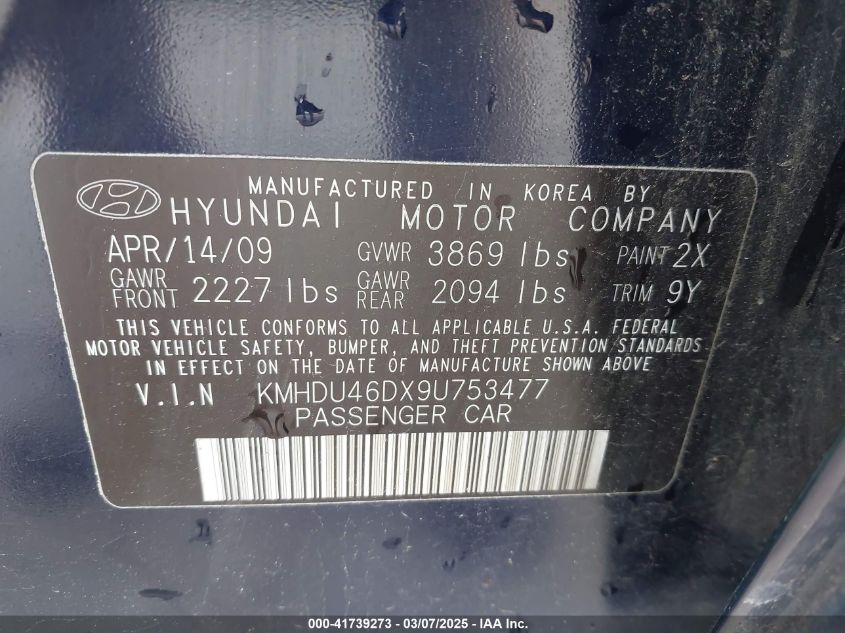 MANUFACTURED IN KOREA BY
HYUNDAI MOTOR COMPANY
APR/14/09 GVWR 3869 lbs PAINT 2X
GAWR FRONT 2227 lbs GAWR REAR 2094 lbs TRIM 9Y
THIS VEHICLE CONFORMS TO ALL APPLICABLE U.S.A. FEDERAL
MOTOR VEHICLE SAFETY, BUMPER, AND THEFT PREVENTION STANDARDS
IN EFFECT ON THE DATE OF MANUFACTURE SHOWN ABOVE
V.I.N KMHDU46DX9U753477
PASSENGER CAR
000-41739273 - 03/07/2025 - IAA Inc.